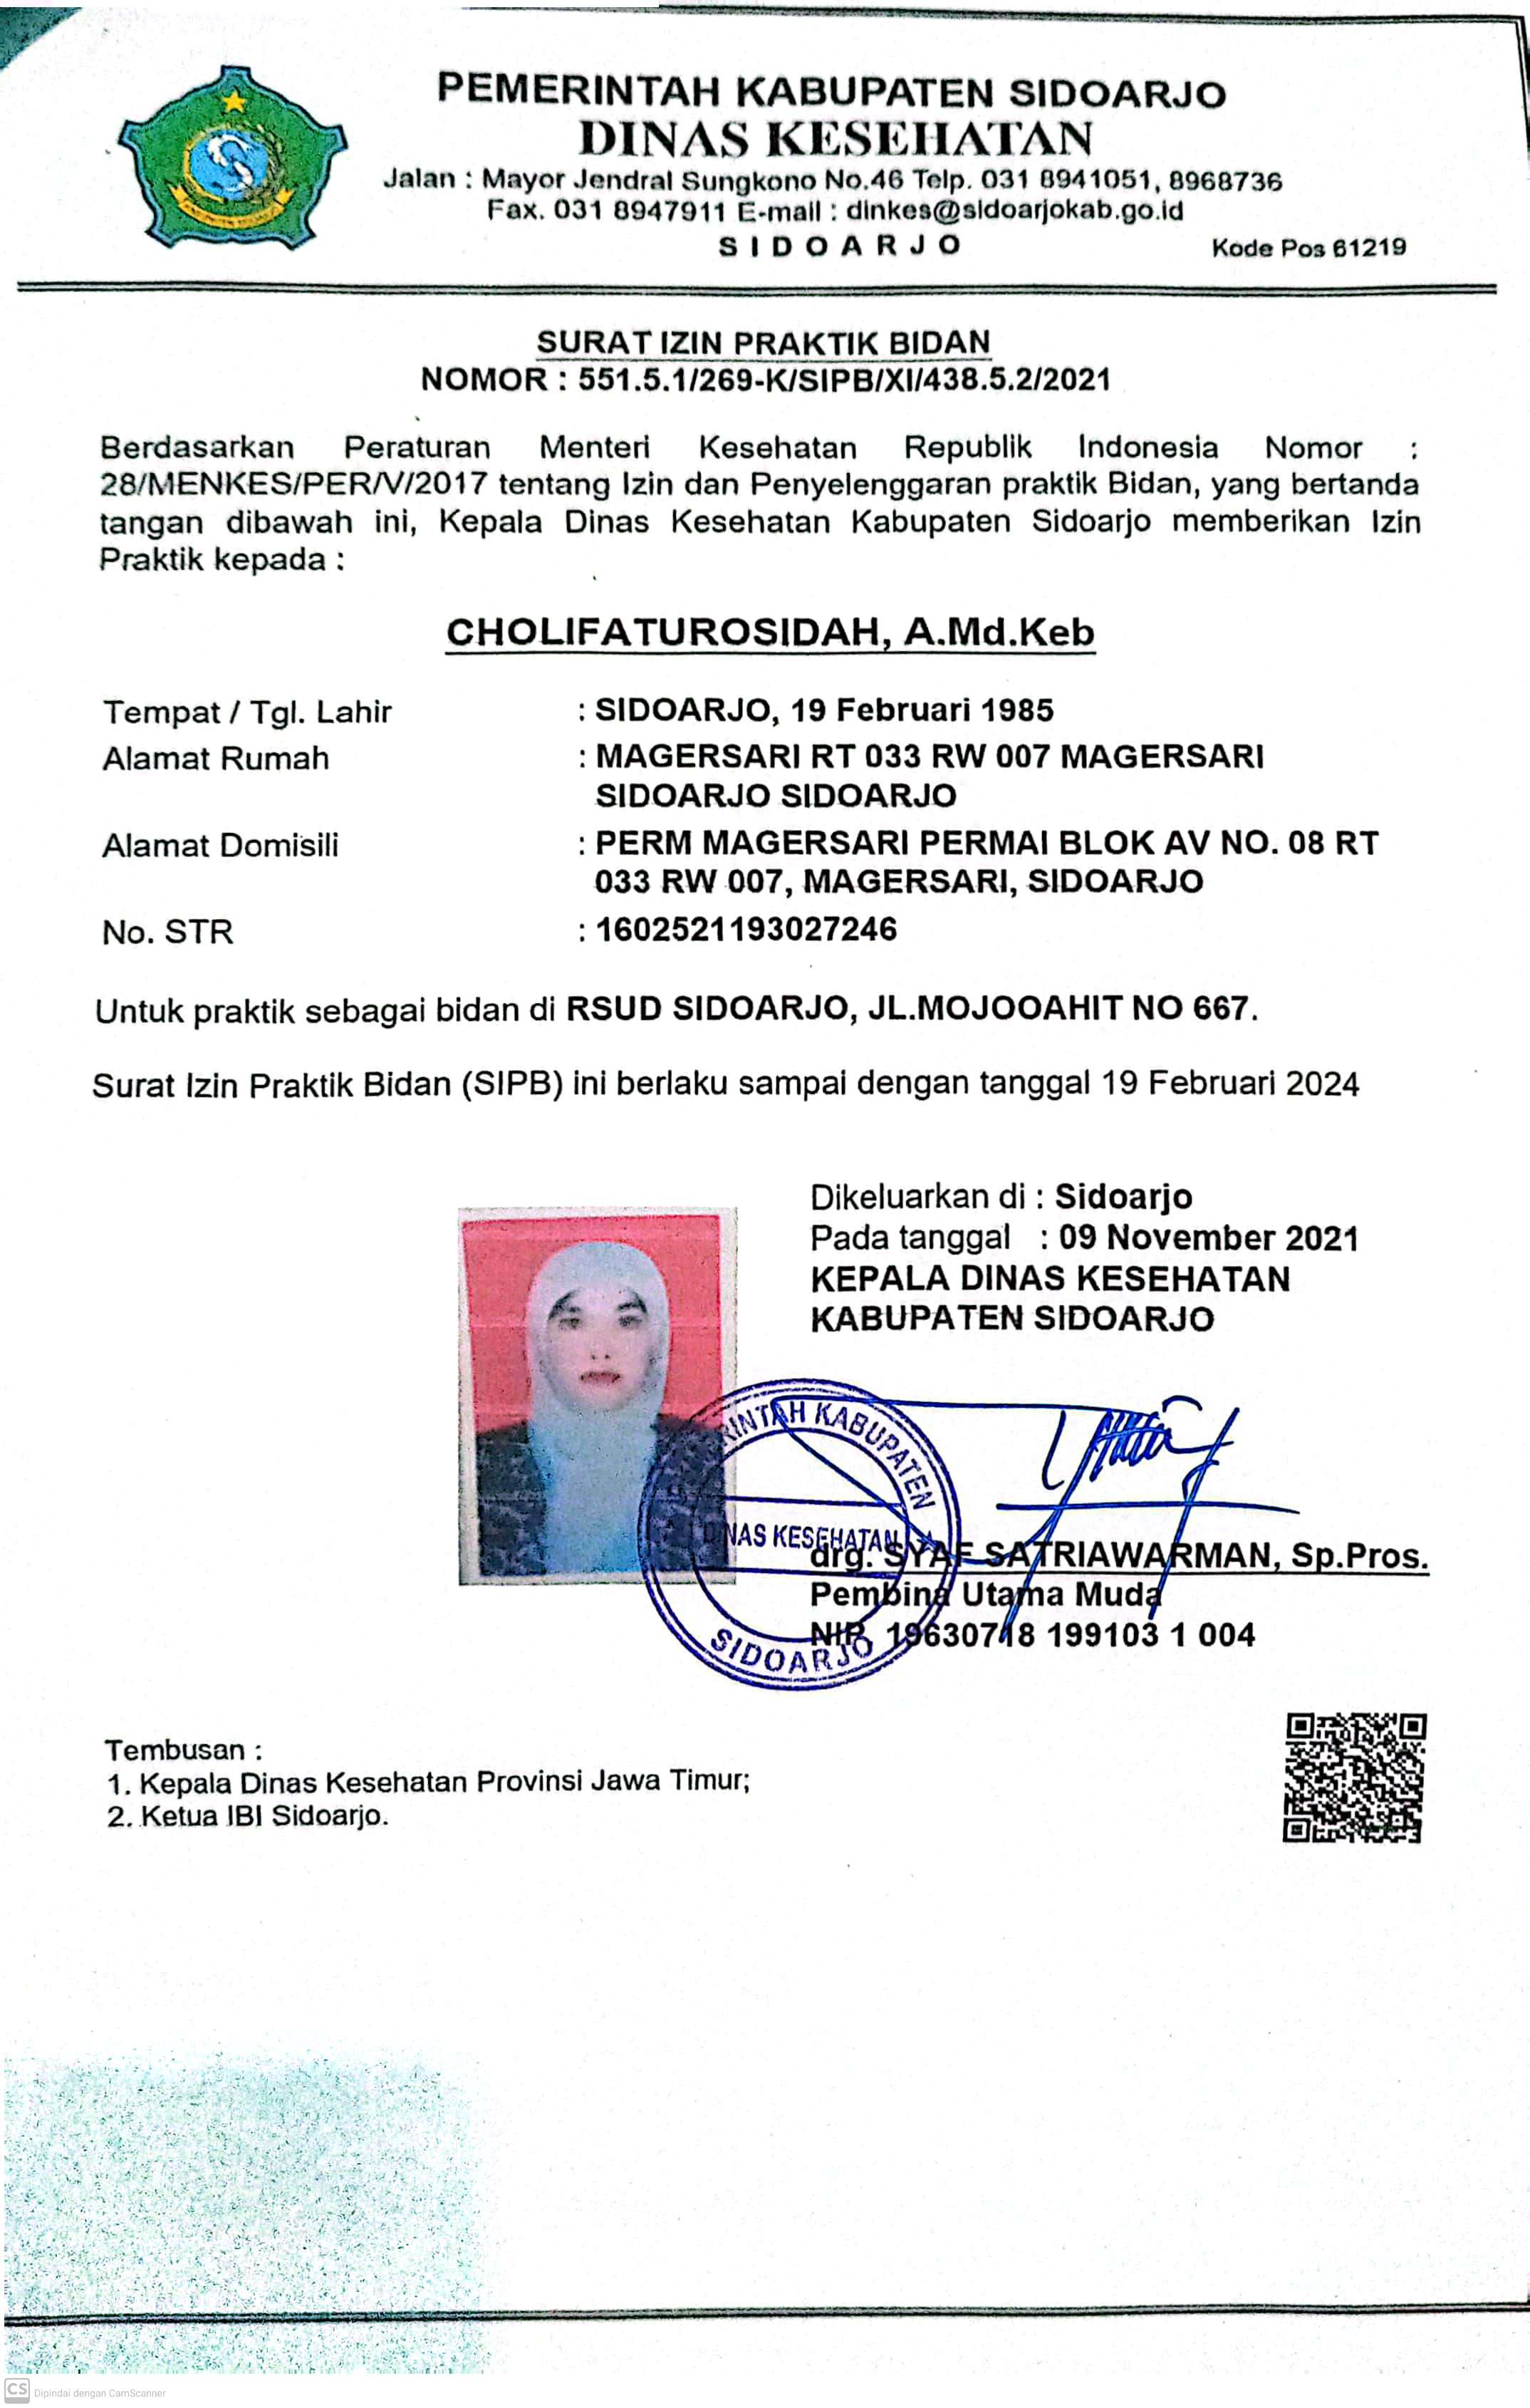 PEMERINTAH KABUPATEN SIDOARJO
DINAS KESEHATAN
Jalan : Mayor Jendral Sungkono No.46 Telp. 031 8941051, 8968736
Fax. 031 8947911 E-mail : dinkes@sidoarjokab.go.id
S I D O A R J O Kode Pos 61219
SURAT IZIN PRAKTIK BIDAN
NOMOR : 551.5.1/269-K/SIPB/XI/438.5.2/2021
Berdasarkan Peraturan Menteri Kesehatan Republik Indonesia Nomor :
28/MENKES/PER/V/2017 tentang Izin dan Penyelenggaran praktik Bidan, yang bertanda
tangan dibawah ini, Kepala Dinas Kesehatan Kabupaten Sidoarjo memberikan Izin
Praktik kepada :
CHOLIFATUROSIDAH, A.Md.Keb
Tempat / Tgl. Lahir : SIDOARJO, 19 Februari 1985
Alamat Rumah : MAGERSARI RT 033 RW 007 MAGERSARI
SIDOARJO SIDOARJO
Alamat Domisili : PERM MAGERSARI PERMAI BLOK AV NO. 08 RT
033 RW 007, MAGERSARI, SIDOARJO
No. STR : 1602521193027246
Untuk praktik sebagai bidan di RSUD SIDOARJO, JL.MOJOOAHIT NO 667.
Surat Izin Praktik Bidan (SIPB) ini berlaku sampai dengan tanggal 19 Februari 2024
Dikeluarkan di : Sidoarjo
Pada tanggal : 09 November 2021
KEPALA DINAS KESEHATAN
KABUPATEN SIDOARJO
RINTAH KABUPATEN
DINAS KESEHATAN
SIDOARJO
drg. SYAF SATRIAWARMAN, Sp.Pros.
Pembina Utama Muda
NIP. 19630718 199103 1 004
Tembusan :
1. Kepala Dinas Kesehatan Provinsi Jawa Timur;
2. Ketua IBI Sidoarjo.
CS Dipindai dengan CamScanner